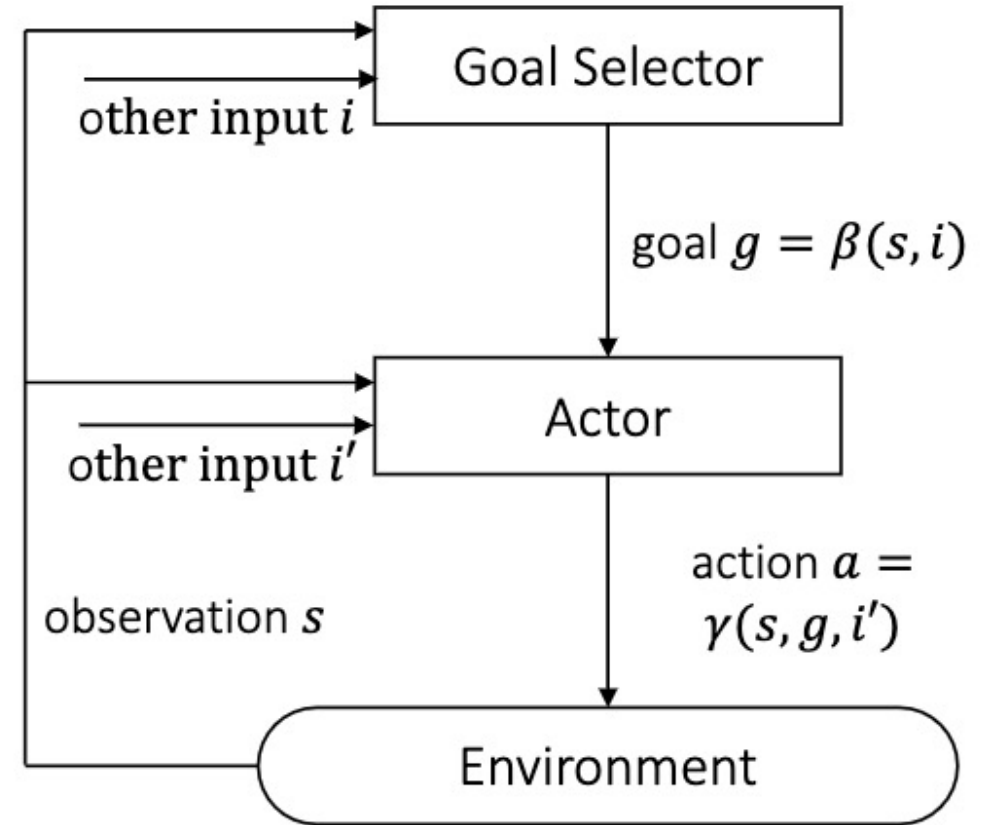 Goal Selector
other input i
goal g = β(s, i)
Actor
other input i′
action a =
γ(s, g, i′)
observation s
Environment